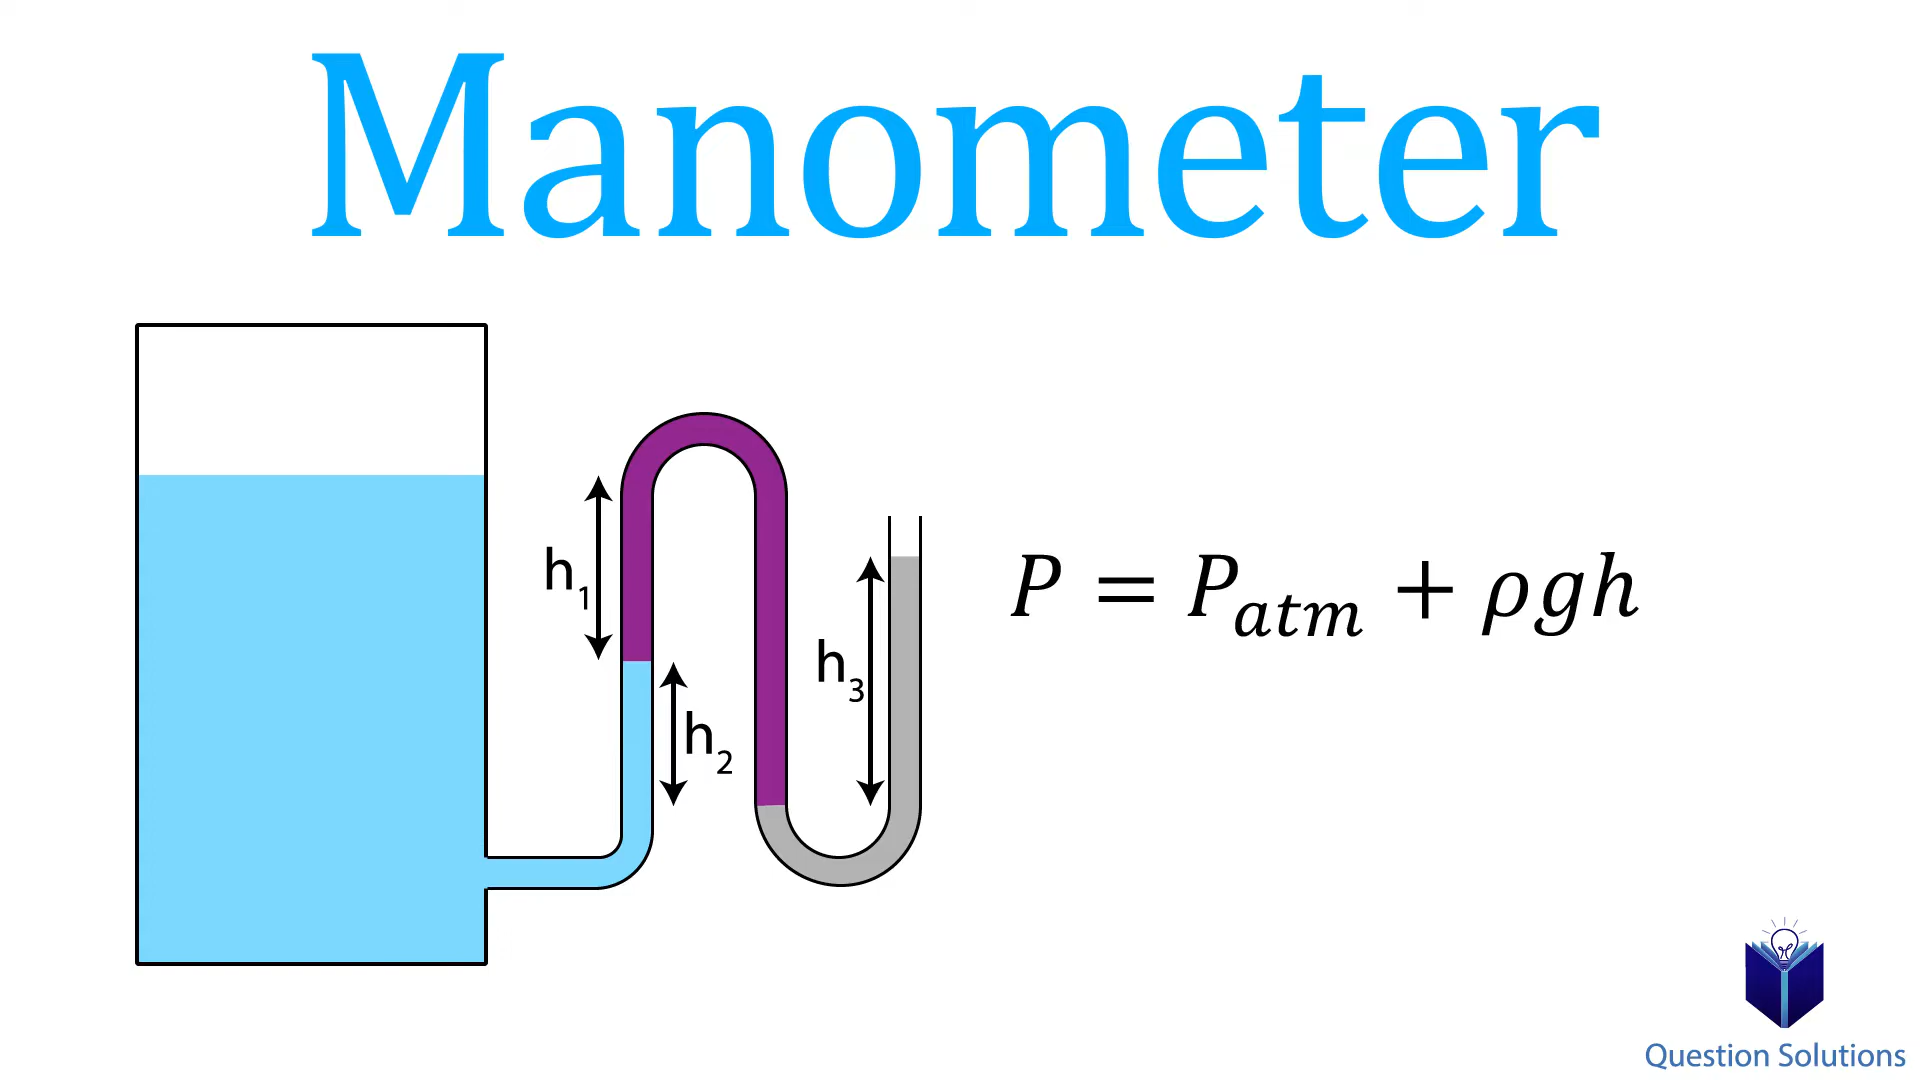 Manometer
h₁
h₂
h₃
P = Pₐₜₘ + ρgh
Question Solutions